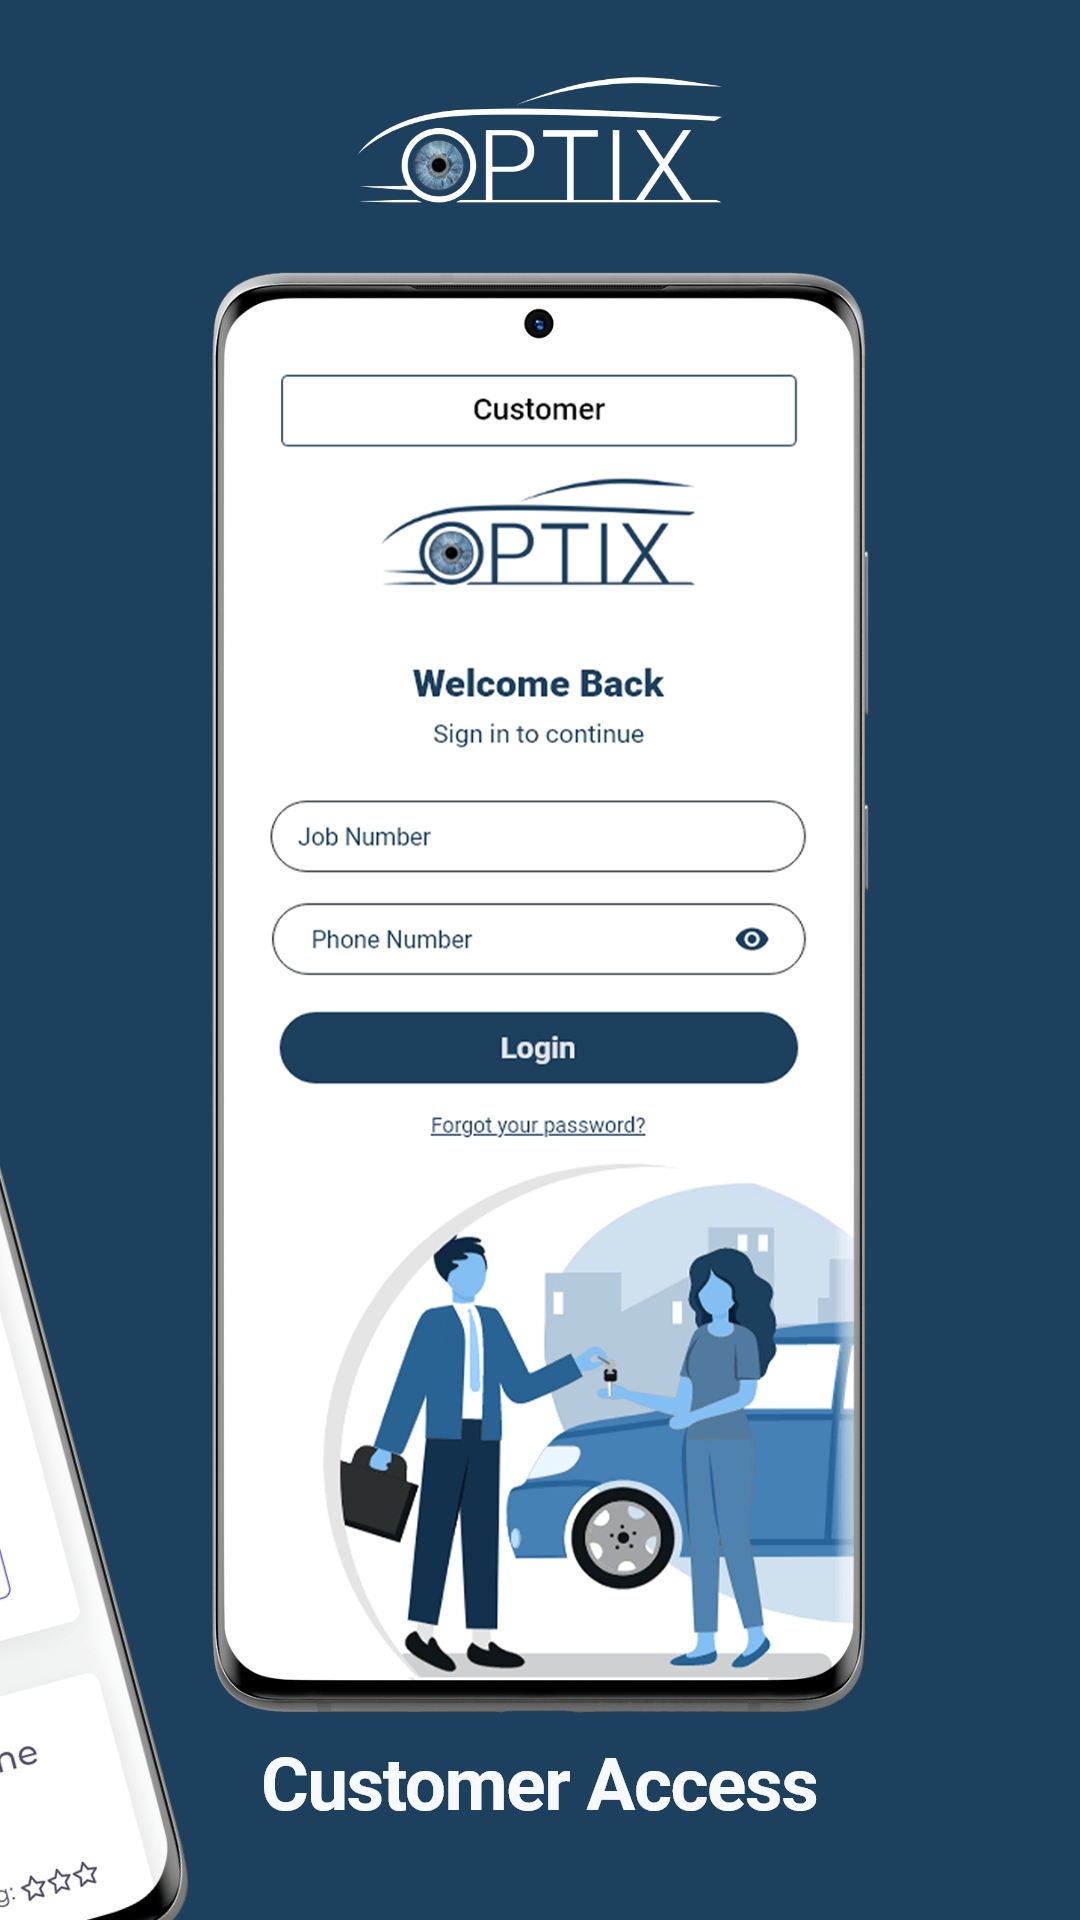 OPTIX
Customer
OPTIX
Welcome Back
Sign in to continue
Job Number
Phone Number
Login
Forgot your password?
Customer Access